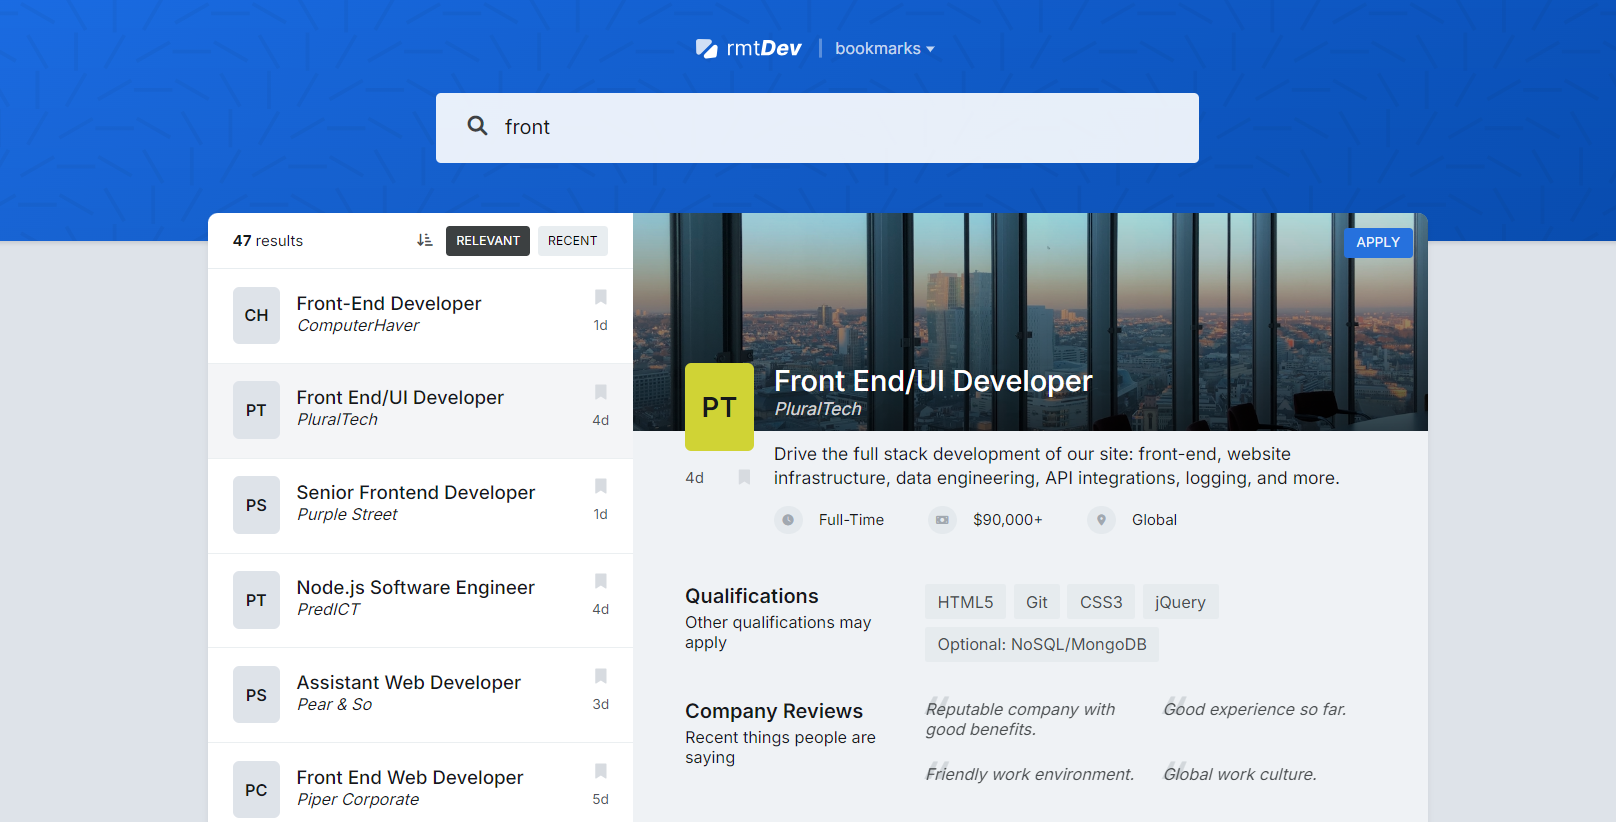 rmtDev
bookmarks
front
47 results
RELEVANT
RECENT
CH
Front-End Developer
ComputerHaver
1d
PT
Front End/UI Developer
PluralTech
4d
PS
Senior Frontend Developer
Purple Street
1d
PT
Node.js Software Engineer
PredICT
4d
PS
Assistant Web Developer
Pear & So
3d
PC
Front End Web Developer
Piper Corporate
5d
APPLY
PT
Front End/UI Developer
PluralTech
4d
Drive the full stack development of our site: front-end, website
infrastructure, data engineering, API integrations, logging, and more.
Full-Time
$90,000+
Global
Qualifications
Other qualifications may
apply
HTML5
Git
CSS3
jQuery
Optional: NoSQL/MongoDB
Company Reviews
Recent things people are
saying
“
Reputable company with
good benefits.
“
Good experience so far.
“
Friendly work environment.
“
Global work culture.